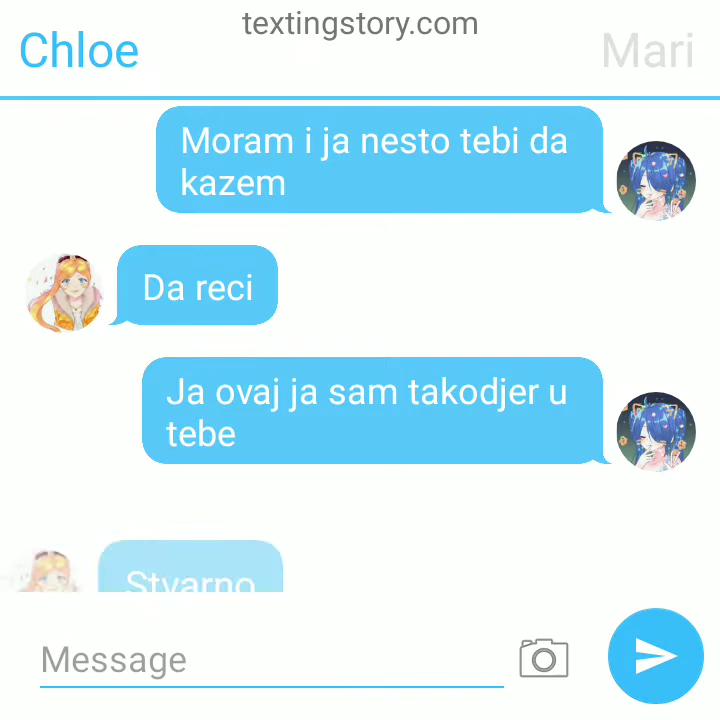 textingstory.com
Chloe
Mari
Moram i ja nesto tebi da
kazem
Da reci
Ja ovaj ja sam takodjer u
tebe
Stvarno
Message